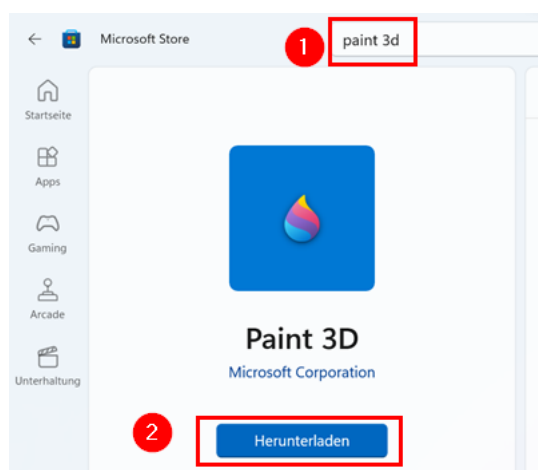 Microsoft Store
1
paint 3d
Startseite
Apps
Gaming
Arcade
Unterhaltung
Paint 3D
Microsoft Corporation
2
Herunterladen